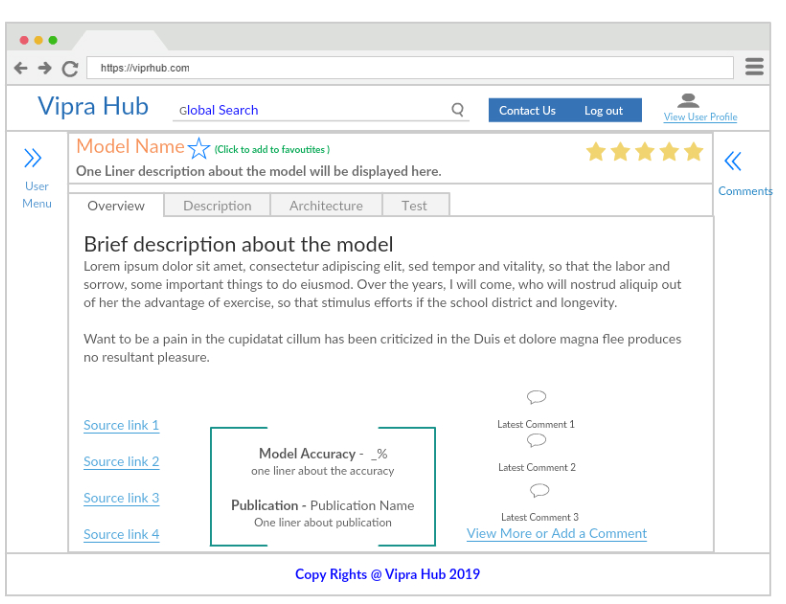 https://viprhub.com
Vipra Hub
Global Search
Contact Us
Log out
View User Profile
Model Name
(Click to add to favoutites )
One Liner description about the model will be displayed here.
User
Menu
Comments
Overview
Description
Architecture
Test
Brief description about the model
Lorem ipsum dolor sit amet, consectetur adipiscing elit, sed tempor and vitality, so that the labor and
sorrow, some important things to do eiusmod. Over the years, I will come, who will nostrud aliquip out
of her the advantage of exercise, so that stimulus efforts if the school district and longevity.
Want to be a pain in the cupidatat cillum has been criticized in the Duis et dolore magna flee produces
no resultant pleasure.
Source link 1
Source link 2
Source link 3
Source link 4
Model Accuracy - _%
one liner about the accuracy
Publication - Publication Name
One liner about publication
Latest Comment 1
Latest Comment 2
Latest Comment 3
View More or Add a Comment
Copy Rights @ Vipra Hub 2019